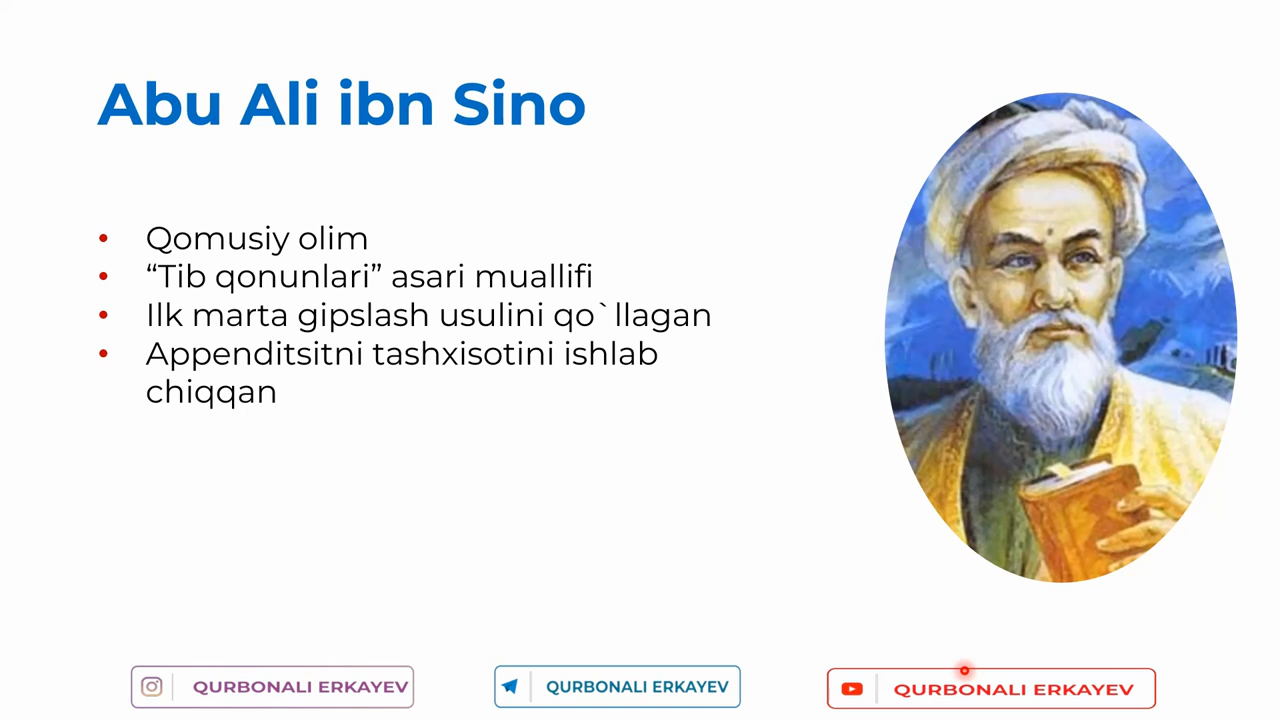 Abu Ali ibn Sino
• Qomusiy olim
• “Tib qonunlari” asari muallifi
• Ilk marta gipslash usulini qo`llagan
• Appenditsitni tashxisotini ishlab
chiqqan
QURBONALI ERKAYEV
QURBONALI ERKAYEV
QURBONALI ERKAYEV